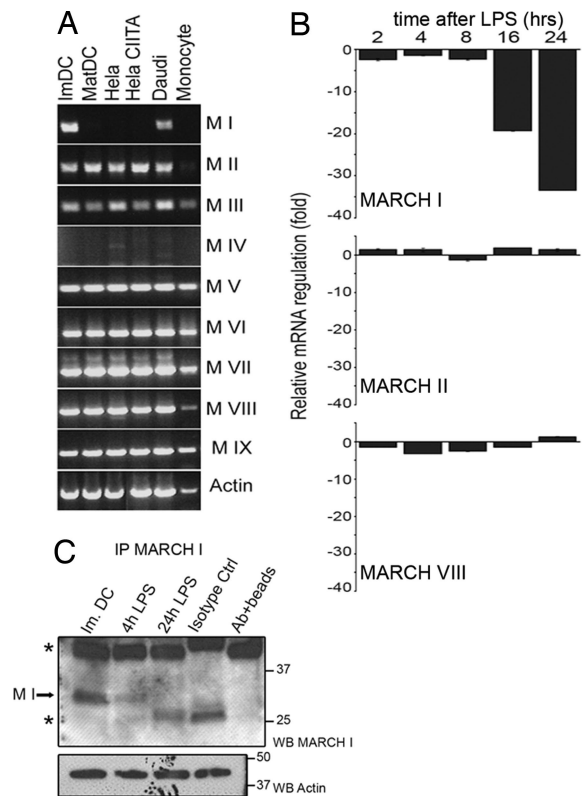 A
ImDC MatDC Hela Hela CIITA Daudi Monocyte
M I
M II
M III
M IV
M V
M VI
M VII
M VIII
M IX
Actin
B
time after LPS (hrs)
2 4 8 16 24
Relative mRNA regulation (fold)
0
-10
-20
-30
-40
MARCH I
10
0
-10
-20
-30
-40
MARCH II
10
0
-10
-20
-30
-40
MARCH VIII
C
IP MARCH I
Im. DC 4h LPS 24h LPS Isotype Ctrl Ab+beads
*
37
M I
*
25
WB MARCH I
50
37
WB Actin